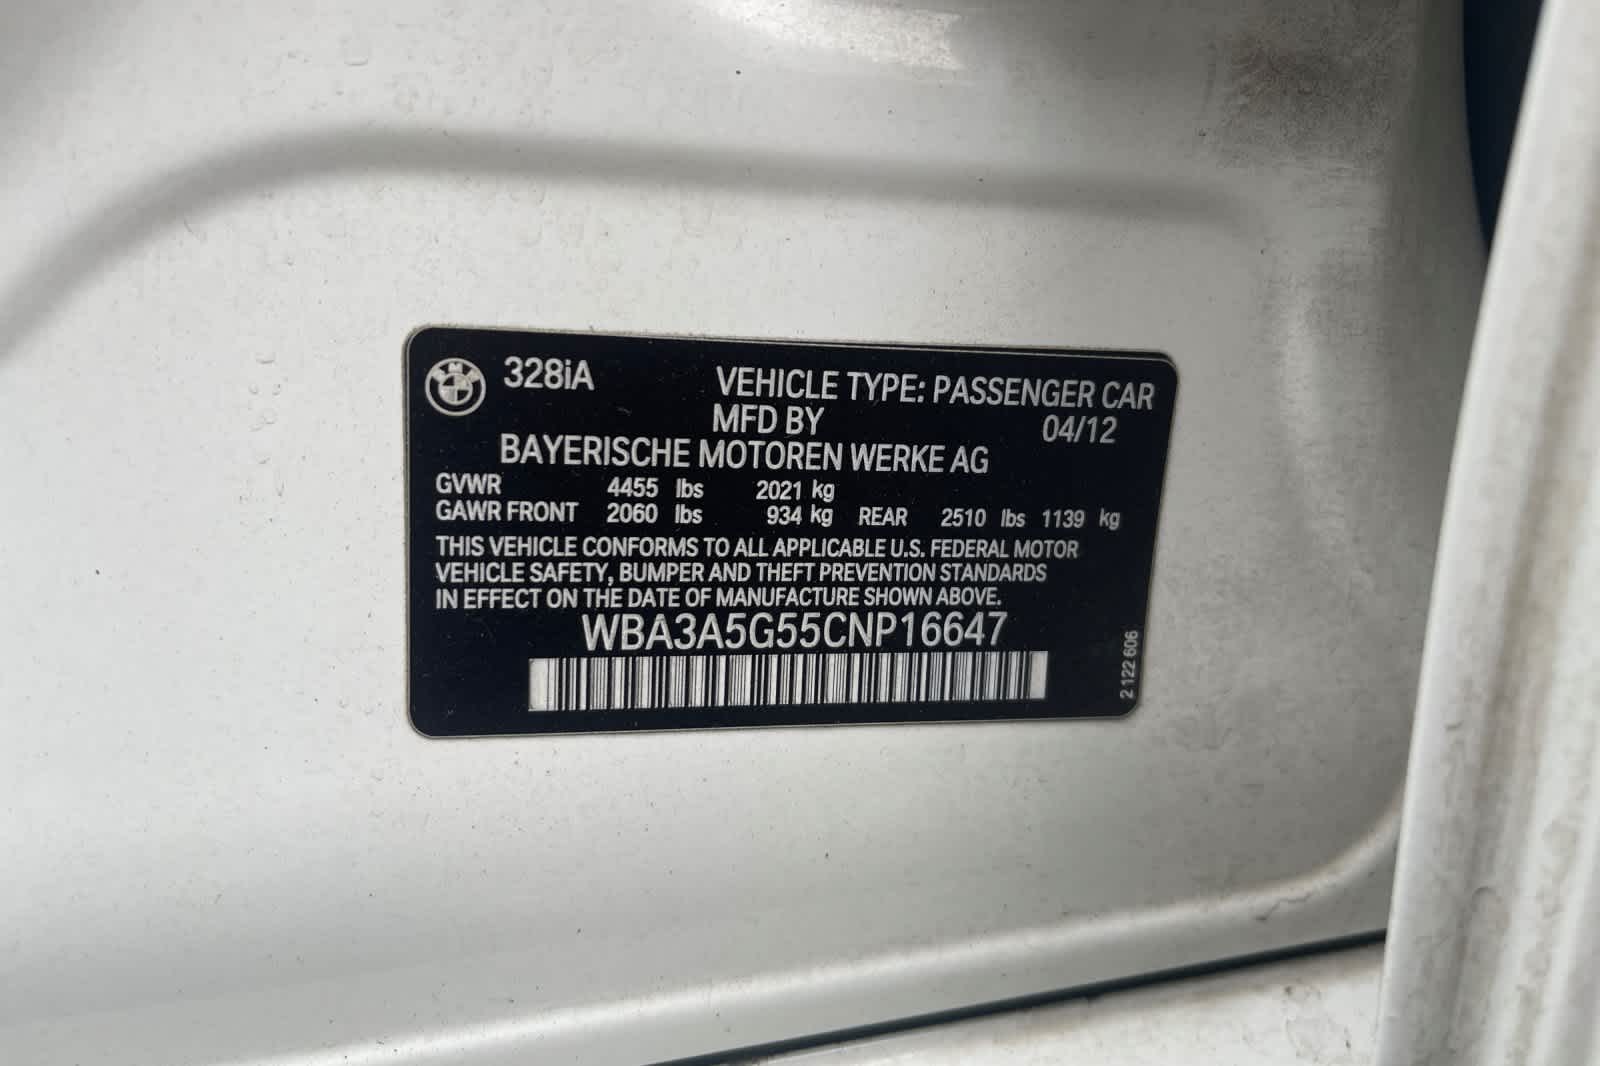 BMW 328iA VEHICLE TYPE: PASSENGER CAR
MFD BY 04/12
BAYERISCHE MOTOREN WERKE AG
GVWR 4455 lbs 2021 kg
GAWR FRONT 2060 lbs 934 kg REAR 2510 lbs 1139 kg
THIS VEHICLE CONFORMS TO ALL APPLICABLE U.S. FEDERAL MOTOR
VEHICLE SAFETY, BUMPER AND THEFT PREVENTION STANDARDS
IN EFFECT ON THE DATE OF MANUFACTURE SHOWN ABOVE.
WBA3A5G55CNP16647
2 122 606